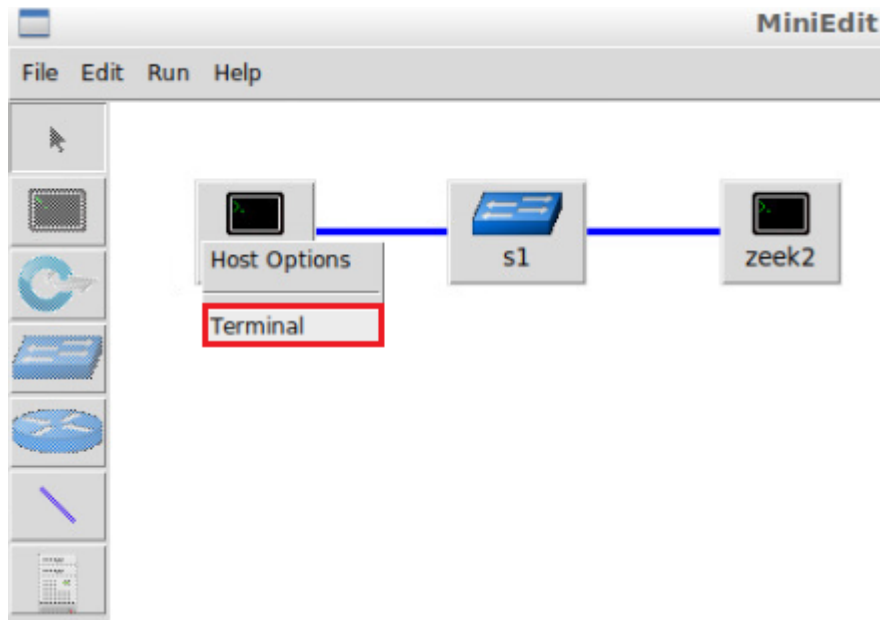 MiniEdit
File Edit Run Help
Host Options
s1
zeek2
Terminal